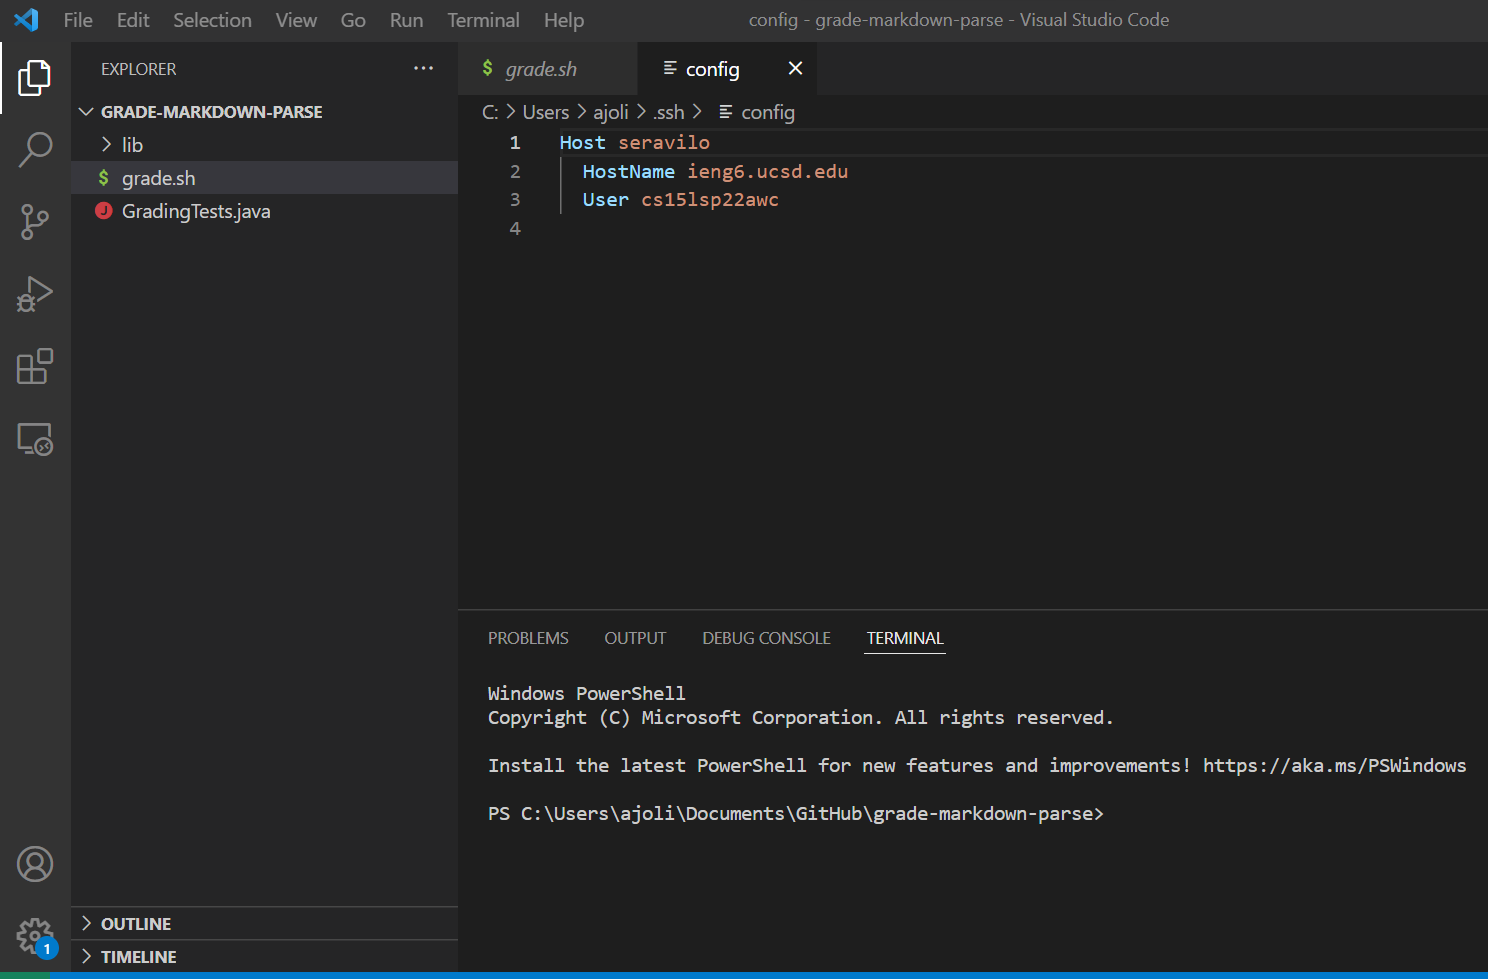 File Edit Selection View Go Run Terminal Help
config - grade-markdown-parse - Visual Studio Code
EXPLORER ...
GRADE-MARKDOWN-PARSE
lib
$ grade.sh
J GradingTests.java
OUTLINE
TIMELINE
1
$ grade.sh
config
C: > Users > ajoli > .ssh > config
1 Host seravilo
2 HostName ieng6.ucsd.edu
3 User cs15lsp22awc
4
PROBLEMS OUTPUT DEBUG CONSOLE TERMINAL
Windows PowerShell
Copyright (C) Microsoft Corporation. All rights reserved.
Install the latest PowerShell for new features and improvements! https://aka.ms/PSWindows
PS C:\Users\ajoli\Documents\GitHub\grade-markdown-parse>